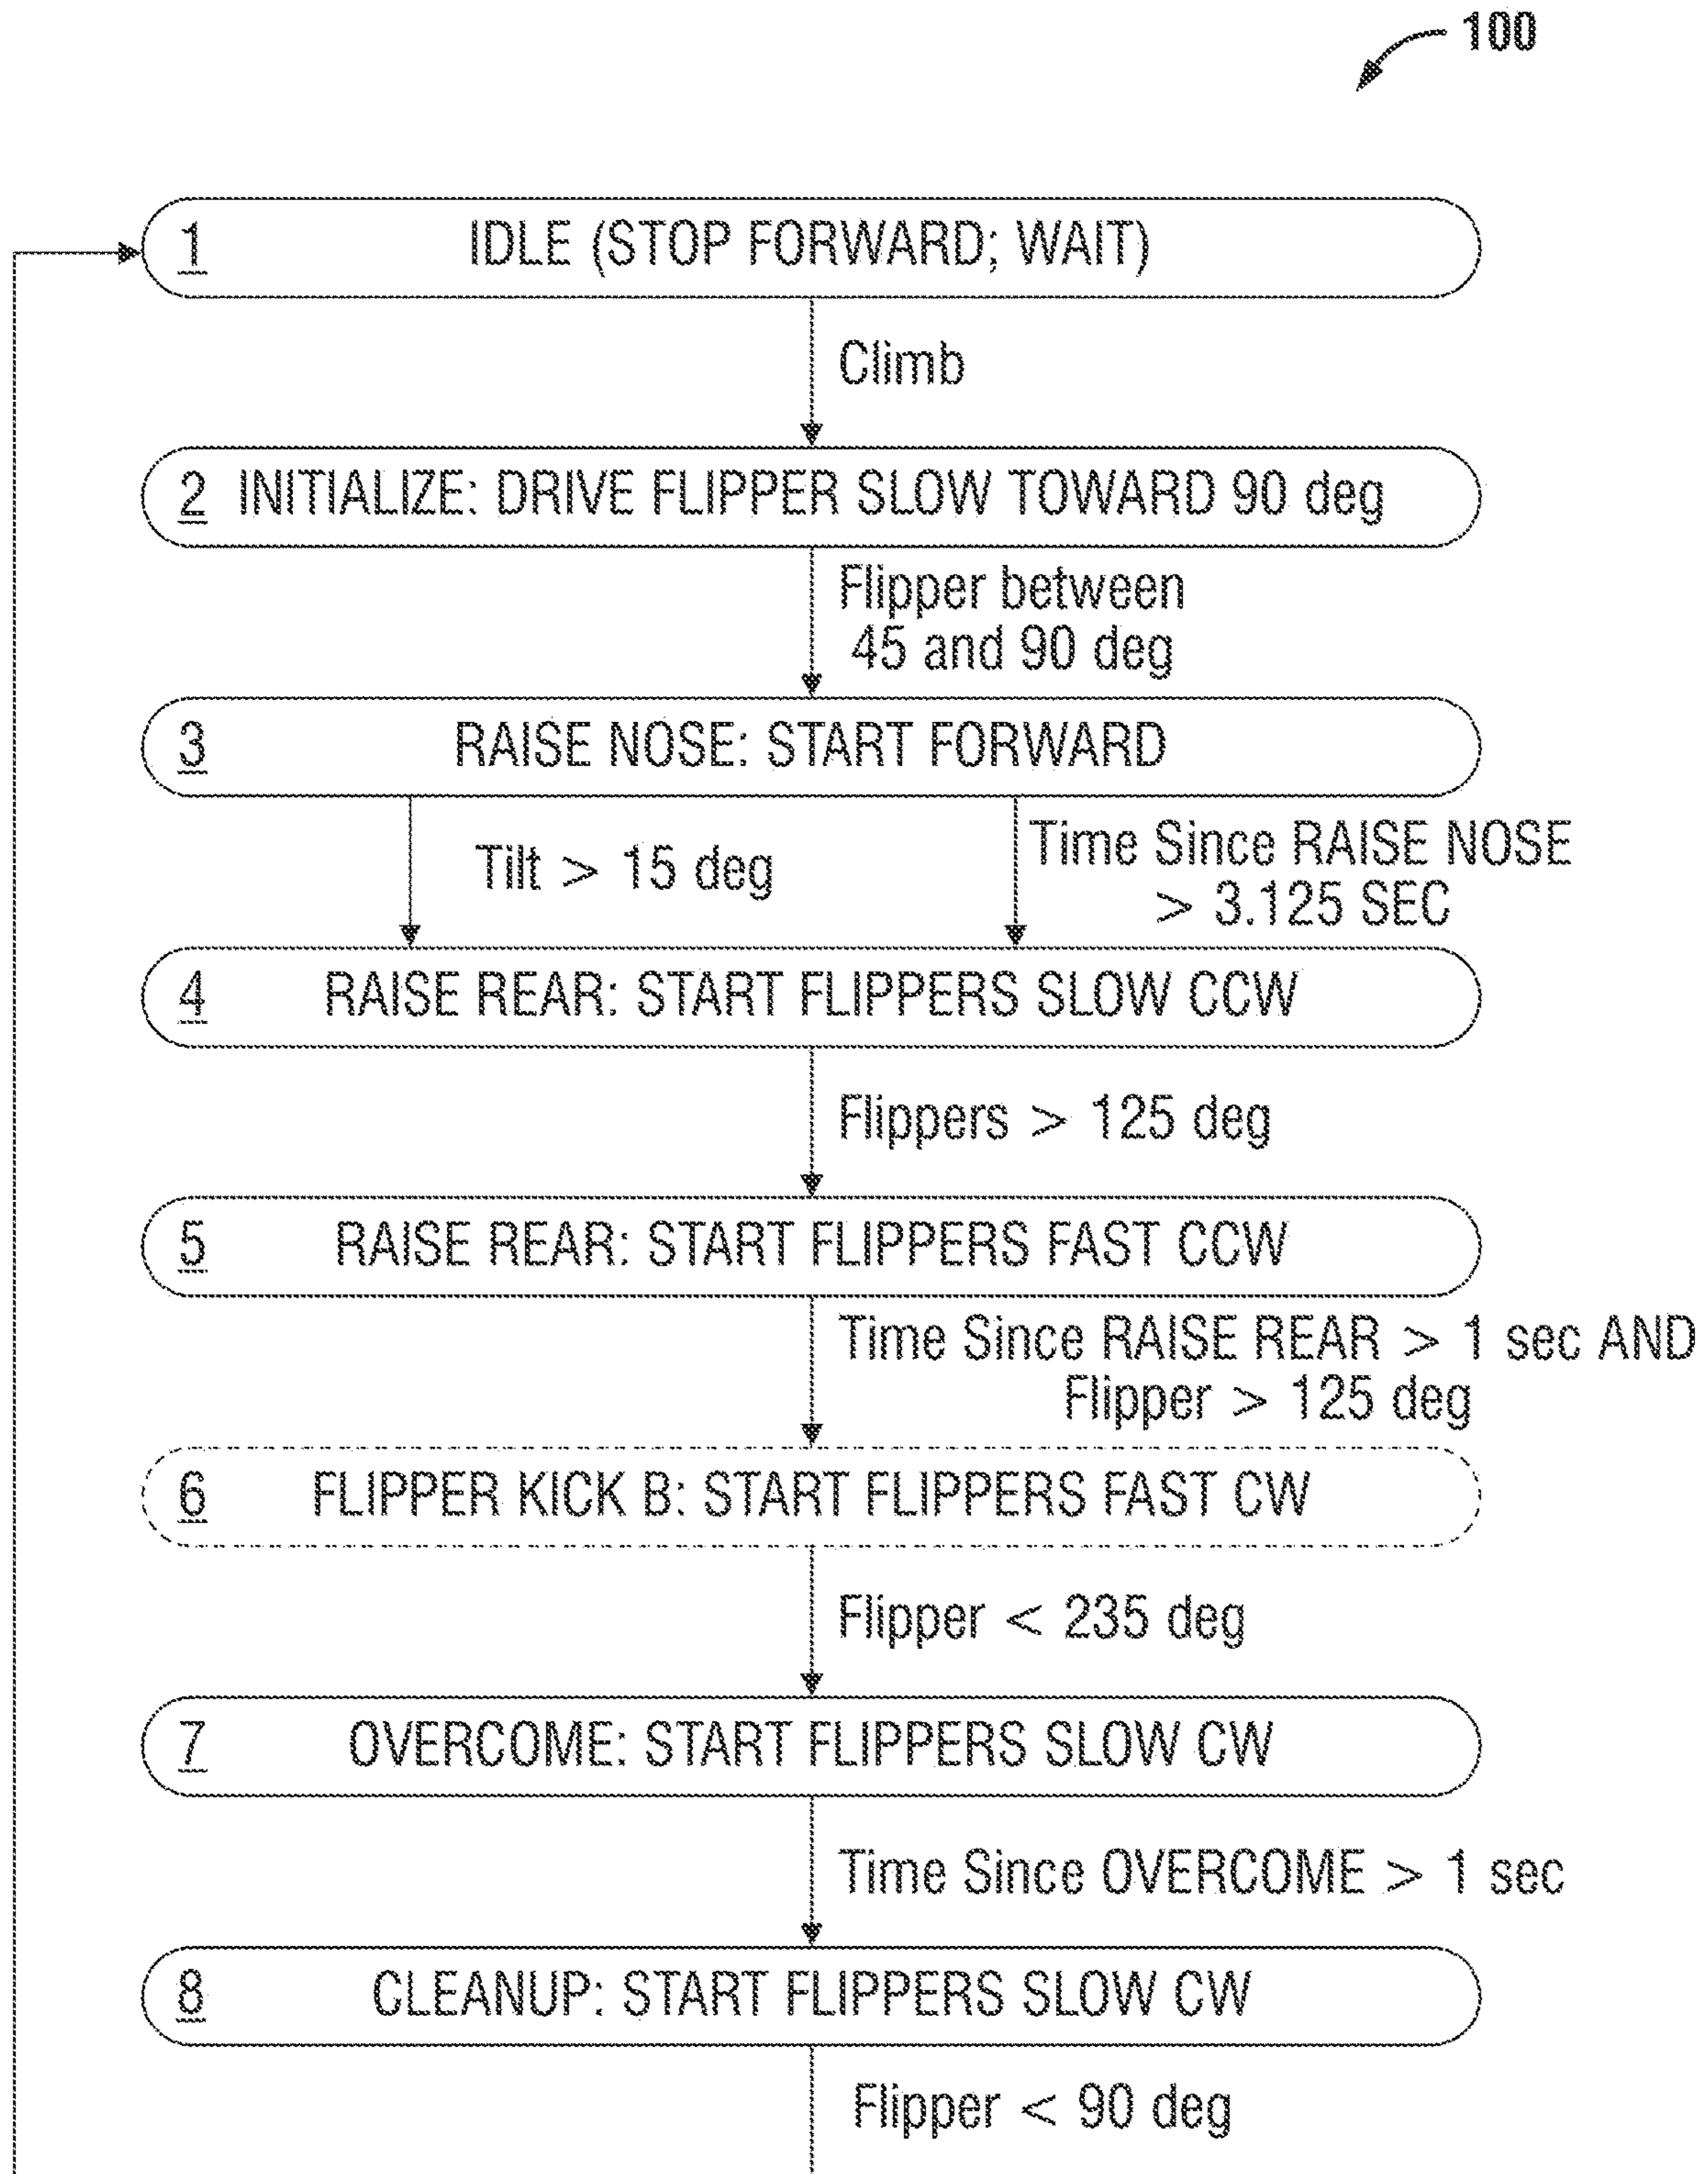 100
1 IDLE (STOP FORWARD; WAIT)
Climb
2 INITIALIZE: DRIVE FLIPPER SLOW TOWARD 90 deg
Flipper between
45 and 90 deg
3 RAISE NOSE: START FORWARD
Tilt > 15 deg
Time Since RAISE NOSE
> 3.125 SEC
4 RAISE REAR: START FLIPPERS SLOW CCW
Flippers > 125 deg
5 RAISE REAR: START FLIPPERS FAST CCW
Time Since RAISE REAR > 1 sec AND
Flipper > 125 deg
6 FLIPPER KICK B: START FLIPPERS FAST CW
Flipper < 235 deg
7 OVERCOME: START FLIPPERS SLOW CW
Time Since OVERCOME > 1 sec
8 CLEANUP: START FLIPPERS SLOW CW
Flipper < 90 deg